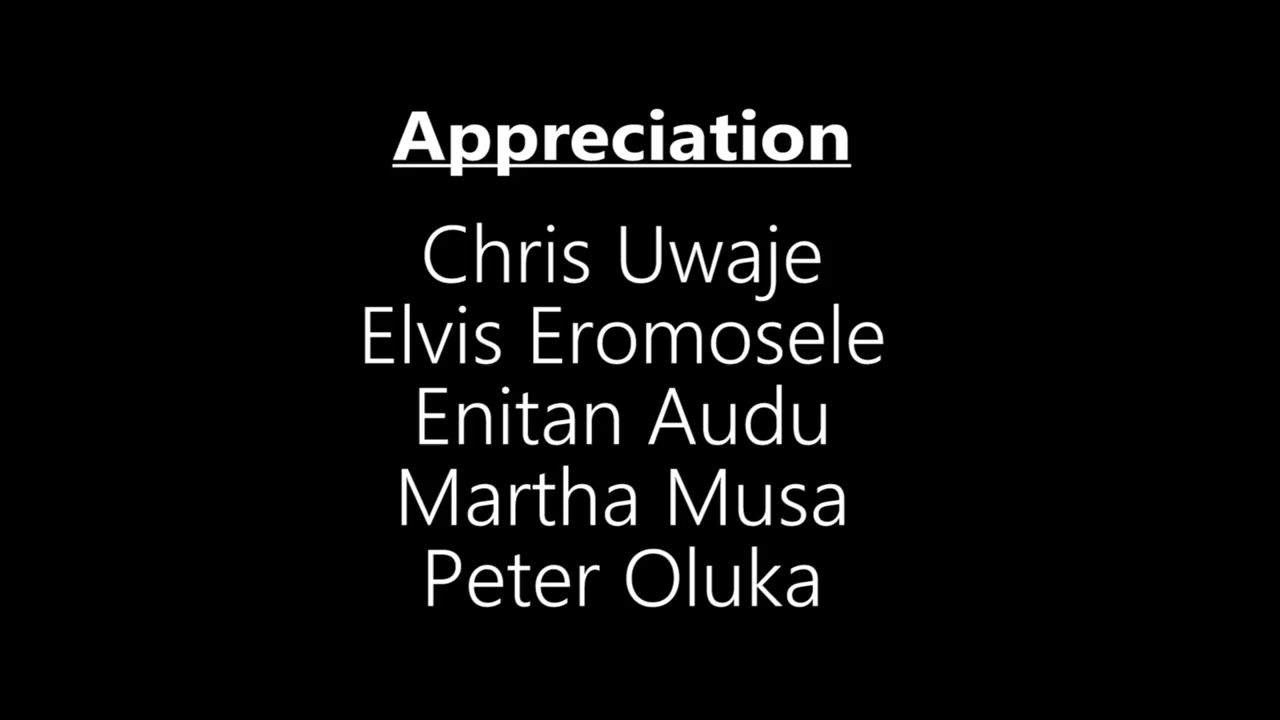 Appreciation
Chris Uwaje
Elvis Eromosele
Enitan Audu
Martha Musa
Peter Oluka